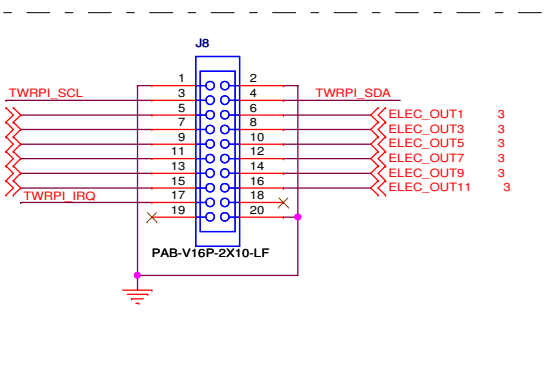 J8
1 2
TWRPI_SCL 3 4 TWRPI_SDA
5 6 ELEC_OUT1 3
7 8 ELEC_OUT3 3
9 10 ELEC_OUT5 3
11 12 ELEC_OUT7 3
13 14 ELEC_OUT9 3
15 16 ELEC_OUT11 3
TWRPI_IRQ 17 18
19 20
PAB-V16P-2X10-LF